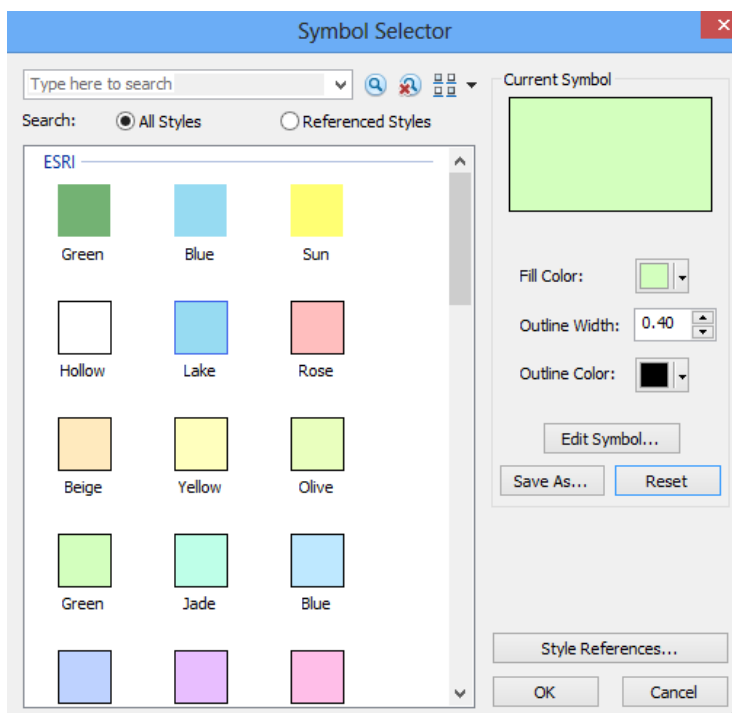 Symbol Selector
Type here to search
Search: All Styles Referenced Styles
ESRI
Green Blue Sun
Hollow Lake Rose
Beige Yellow Olive
Green Jade Blue
Current Symbol
Fill Color:
Outline Width: 0.40
Outline Color:
Edit Symbol...
Save As... Reset
Style References...
OK Cancel